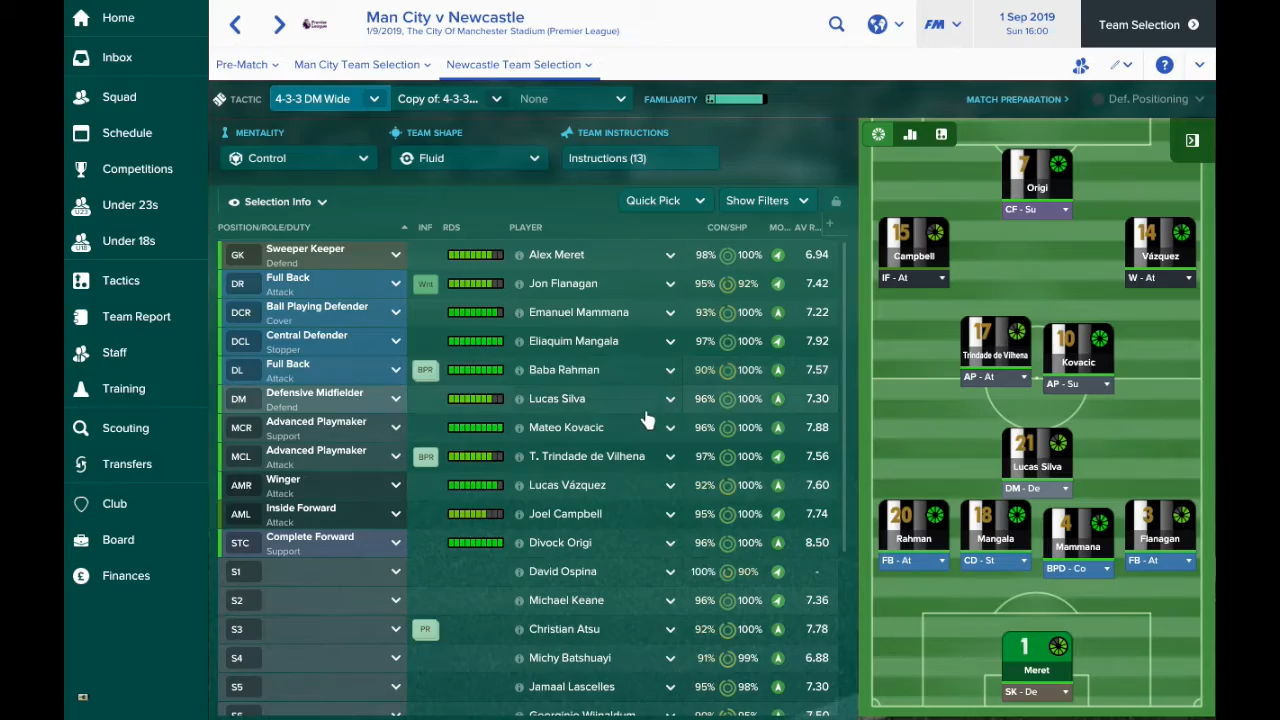 Home
Inbox
Squad
Schedule
Competitions
Under 23s
Under 18s
Tactics
Team Report
Staff
Training
Scouting
Transfers
Club
Board
Finances
Man City v Newcastle
1/9/2019, The City Of Manchester Stadium (Premier League)
FM
1 Sep 2019
Sun 16:00
Team Selection
Pre-Match
Man City Team Selection
Newcastle Team Selection
TACTIC
4-3-3 DM Wide
Copy of: 4-3-3...
None
FAMILIARITY
MATCH PREPARATION >
Def. Positioning
MENTALITY
TEAM SHAPE
TEAM INSTRUCTIONS
Control
Fluid
Instructions (13)
Selection Info
Quick Pick
Show Filters
POSITION/ROLE/DUTY INF RDS PLAYER CON/SHP MO... AV R...
GK Sweeper Keeper Defend Alex Meret 98% 100% 6.94
DR Full Back Attack Wnt Jon Flanagan 95% 92% 7.42
DCR Ball Playing Defender Cover Emanuel Mammana 93% 100% 7.22
DCL Central Defender Stopper Eliaquim Mangala 97% 100% 7.92
DL Full Back Attack BPR Baba Rahman 90% 100% 7.57
DM Defensive Midfielder Defend Lucas Silva 96% 100% 7.30
MCR Advanced Playmaker Support Mateo Kovacic 96% 100% 7.88
MCL Advanced Playmaker Attack BPR T. Trindade de Vilhena 97% 100% 7.56
AMR Winger Attack Lucas Vázquez 92% 100% 7.60
AML Inside Forward Attack Joel Campbell 95% 100% 7.74
STC Complete Forward Support Divock Origi 96% 100% 8.50
S1 David Ospina 100% 90% -
S2 Michael Keane 96% 100% 7.36
S3 PR Christian Atsu 92% 100% 7.78
S4 Michy Batshuayi 91% 99% 6.88
S5 Jamaal Lascelles 95% 98% 7.30
7
Origi
CF - Su
15
Campbell
IF - At
14
Vázquez
W - At
17
Trindade de Vilhena
AP - At
10
Kovacic
AP - Su
21
Lucas Silva
DM - De
20
Rahman
FB - At
18
Mangala
CD - St
4
Mammana
BPD - Co
3
Flanagan
FB - At
1
Meret
SK - De